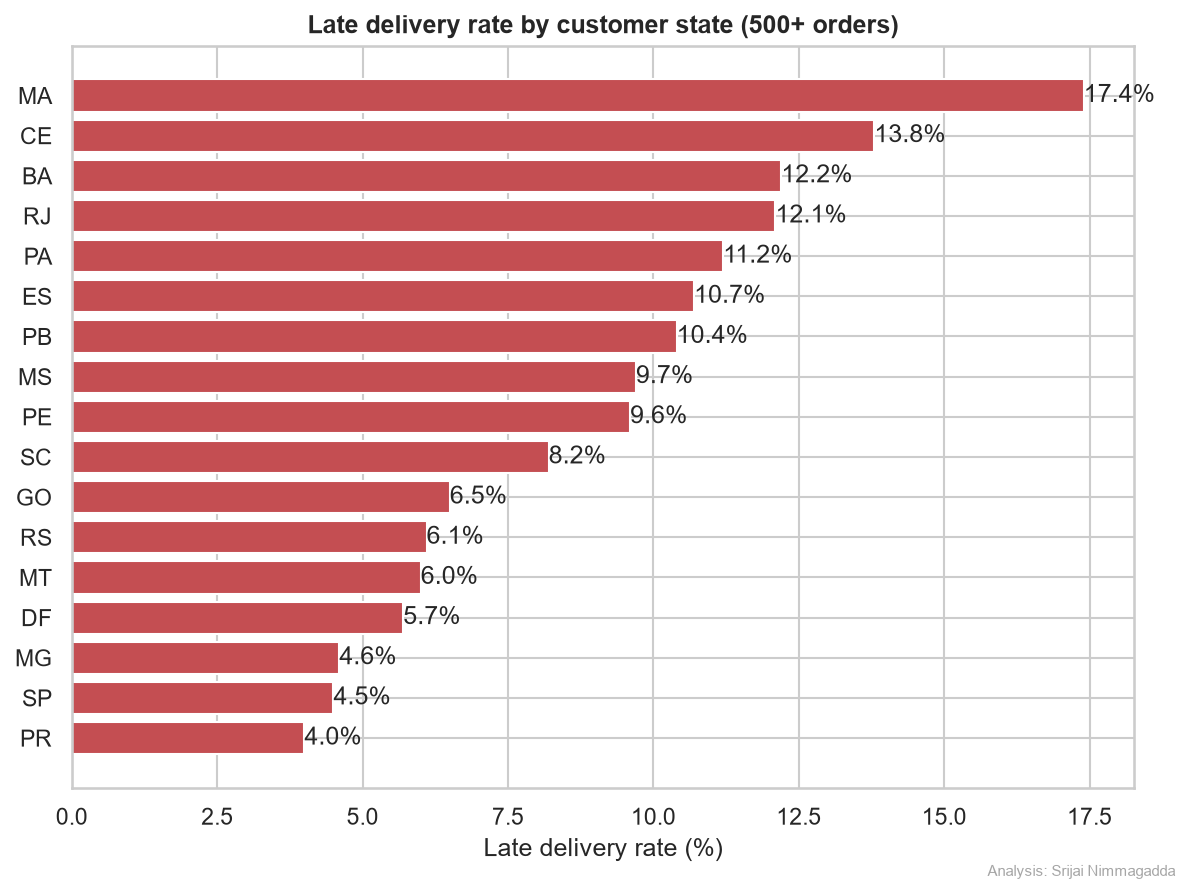 Late delivery rate by customer state (500+ orders)
MA 17.4%
CE 13.8%
BA 12.2%
RJ 12.1%
PA 11.2%
ES 10.7%
PB 10.4%
MS 9.7%
PE 9.6%
SC 8.2%
GO 6.5%
RS 6.1%
MT 6.0%
DF 5.7%
MG 4.6%
SP 4.5%
PR 4.0%
0.0 2.5 5.0 7.5 10.0 12.5 15.0 17.5
Late delivery rate (%)
Analysis: Srijai Nimmagadda